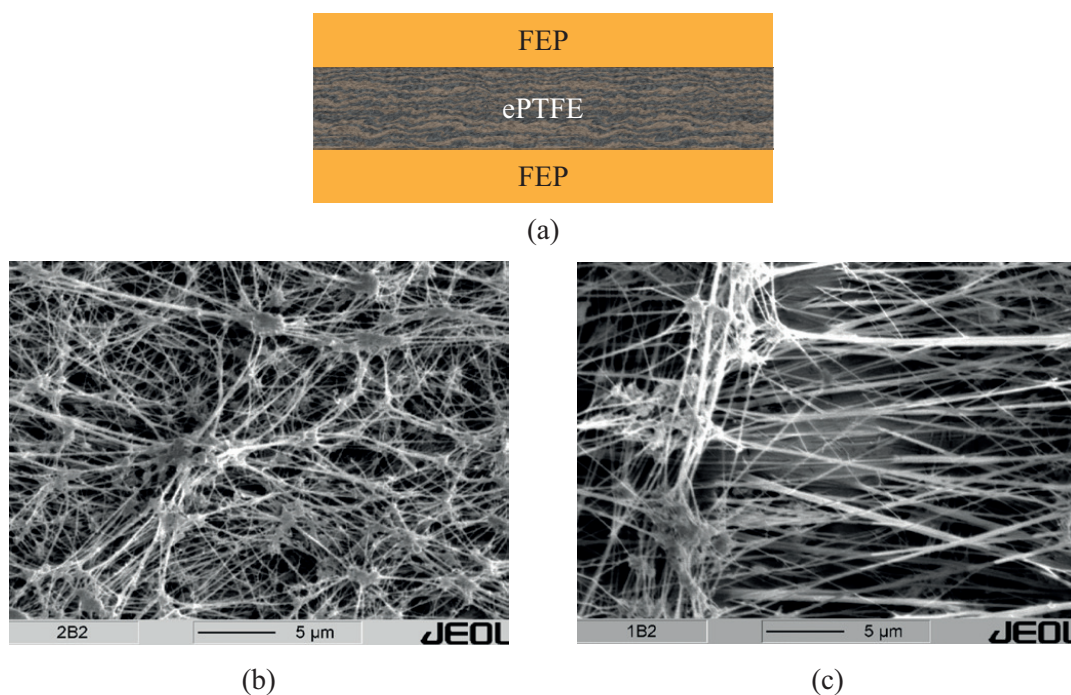 FEP
ePTFE
FEP
(a)
2B2 5 μm JEOL
1B2 5 μm JEOL
(b) (c)